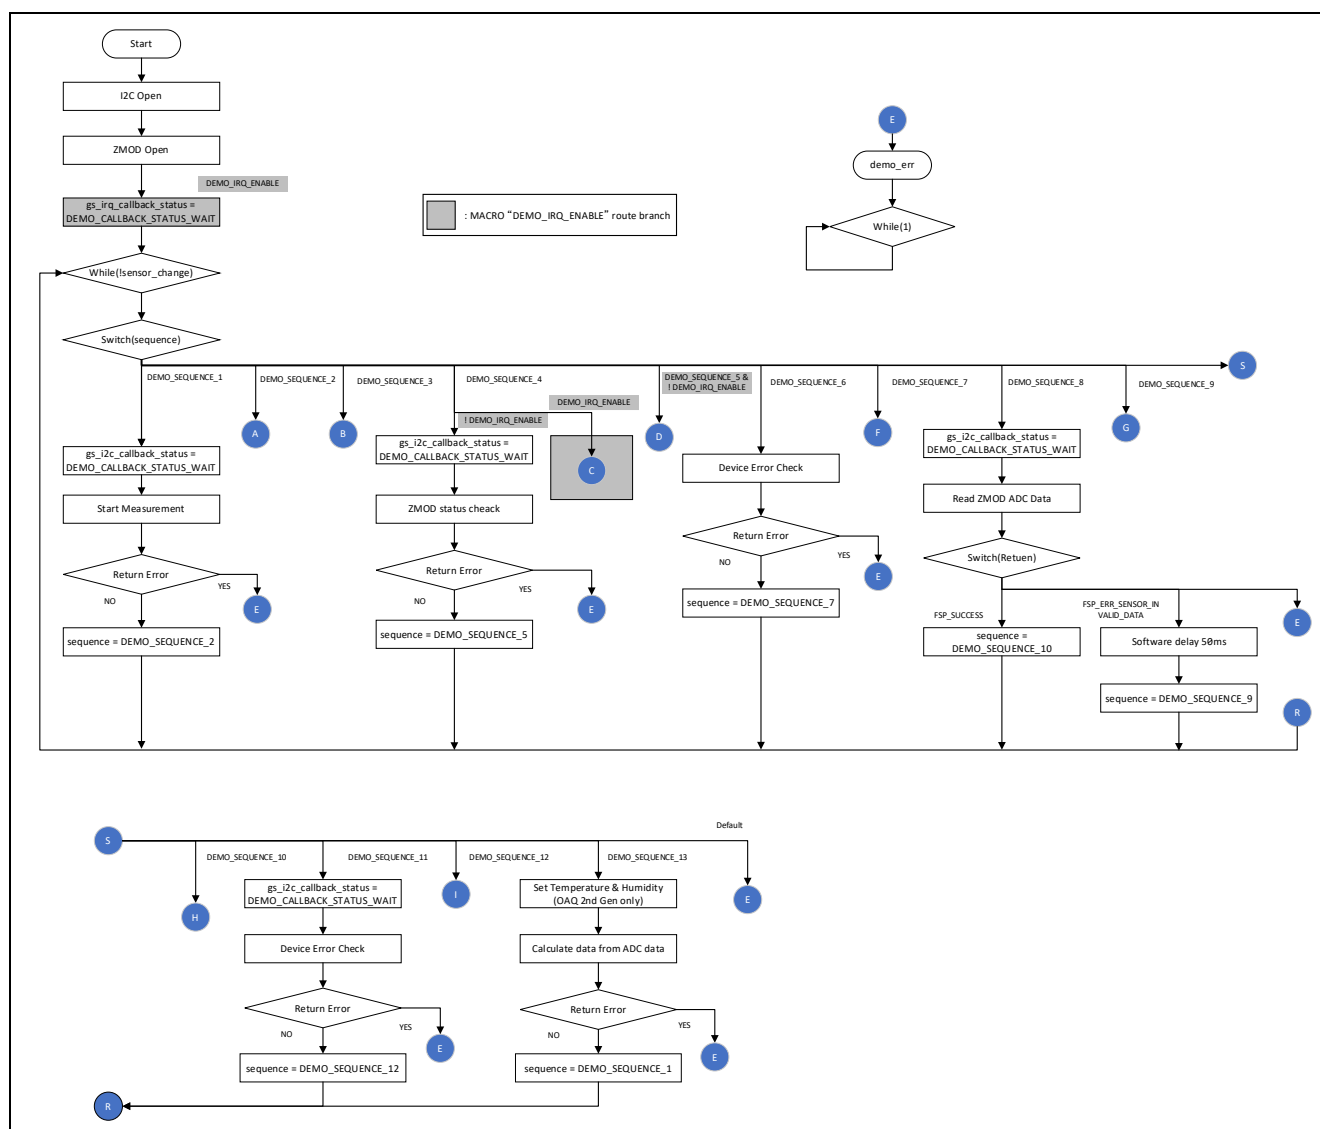 Start
I2C Open
ZMOD Open
DEMO_IRQ_ENABLE
gs_irq_callback_status =
DEMO_CALLBACK_STATUS_WAIT
: MACRO “DEMO_IRQ_ENABLE” route branch
E
demo_err
While(1)
While(!sensor_change)
Switch(sequence)
S
DEMO_SEQUENCE_1
DEMO_SEQUENCE_2
DEMO_SEQUENCE_3
DEMO_SEQUENCE_4
DEMO_SEQUENCE_5 &
! DEMO_IRQ_ENABLE
DEMO_SEQUENCE_6
DEMO_SEQUENCE_7
DEMO_SEQUENCE_8
DEMO_SEQUENCE_9
DEMO_IRQ_ENABLE
! DEMO_IRQ_ENABLE
A
B
C
D
F
G
gs_i2c_callback_status =
DEMO_CALLBACK_STATUS_WAIT
Start Measurement
Return Error
NO
YES
E
sequence = DEMO_SEQUENCE_2
gs_i2c_callback_status =
DEMO_CALLBACK_STATUS_WAIT
ZMOD status cheack
Return Error
NO
YES
E
sequence = DEMO_SEQUENCE_5
Device Error Check
Return Error
NO
YES
E
sequence = DEMO_SEQUENCE_7
gs_i2c_callback_status =
DEMO_CALLBACK_STATUS_WAIT
Read ZMOD ADC Data
Switch(Retuen)
FSP_SUCCESS
FSP_ERR_SENSOR_IN
VALID_DATA
E
sequence =
DEMO_SEQUENCE_10
Software delay 50ms
sequence = DEMO_SEQUENCE_9
R
S
Default
DEMO_SEQUENCE_10
DEMO_SEQUENCE_11
DEMO_SEQUENCE_12
DEMO_SEQUENCE_13
H
I
E
gs_i2c_callback_status =
DEMO_CALLBACK_STATUS_WAIT
Device Error Check
Return Error
NO
YES
E
sequence = DEMO_SEQUENCE_12
Set Temperature & Humidity
(OAQ 2nd Gen only)
Calculate data from ADC data
Return Error
NO
YES
E
sequence = DEMO_SEQUENCE_1
R